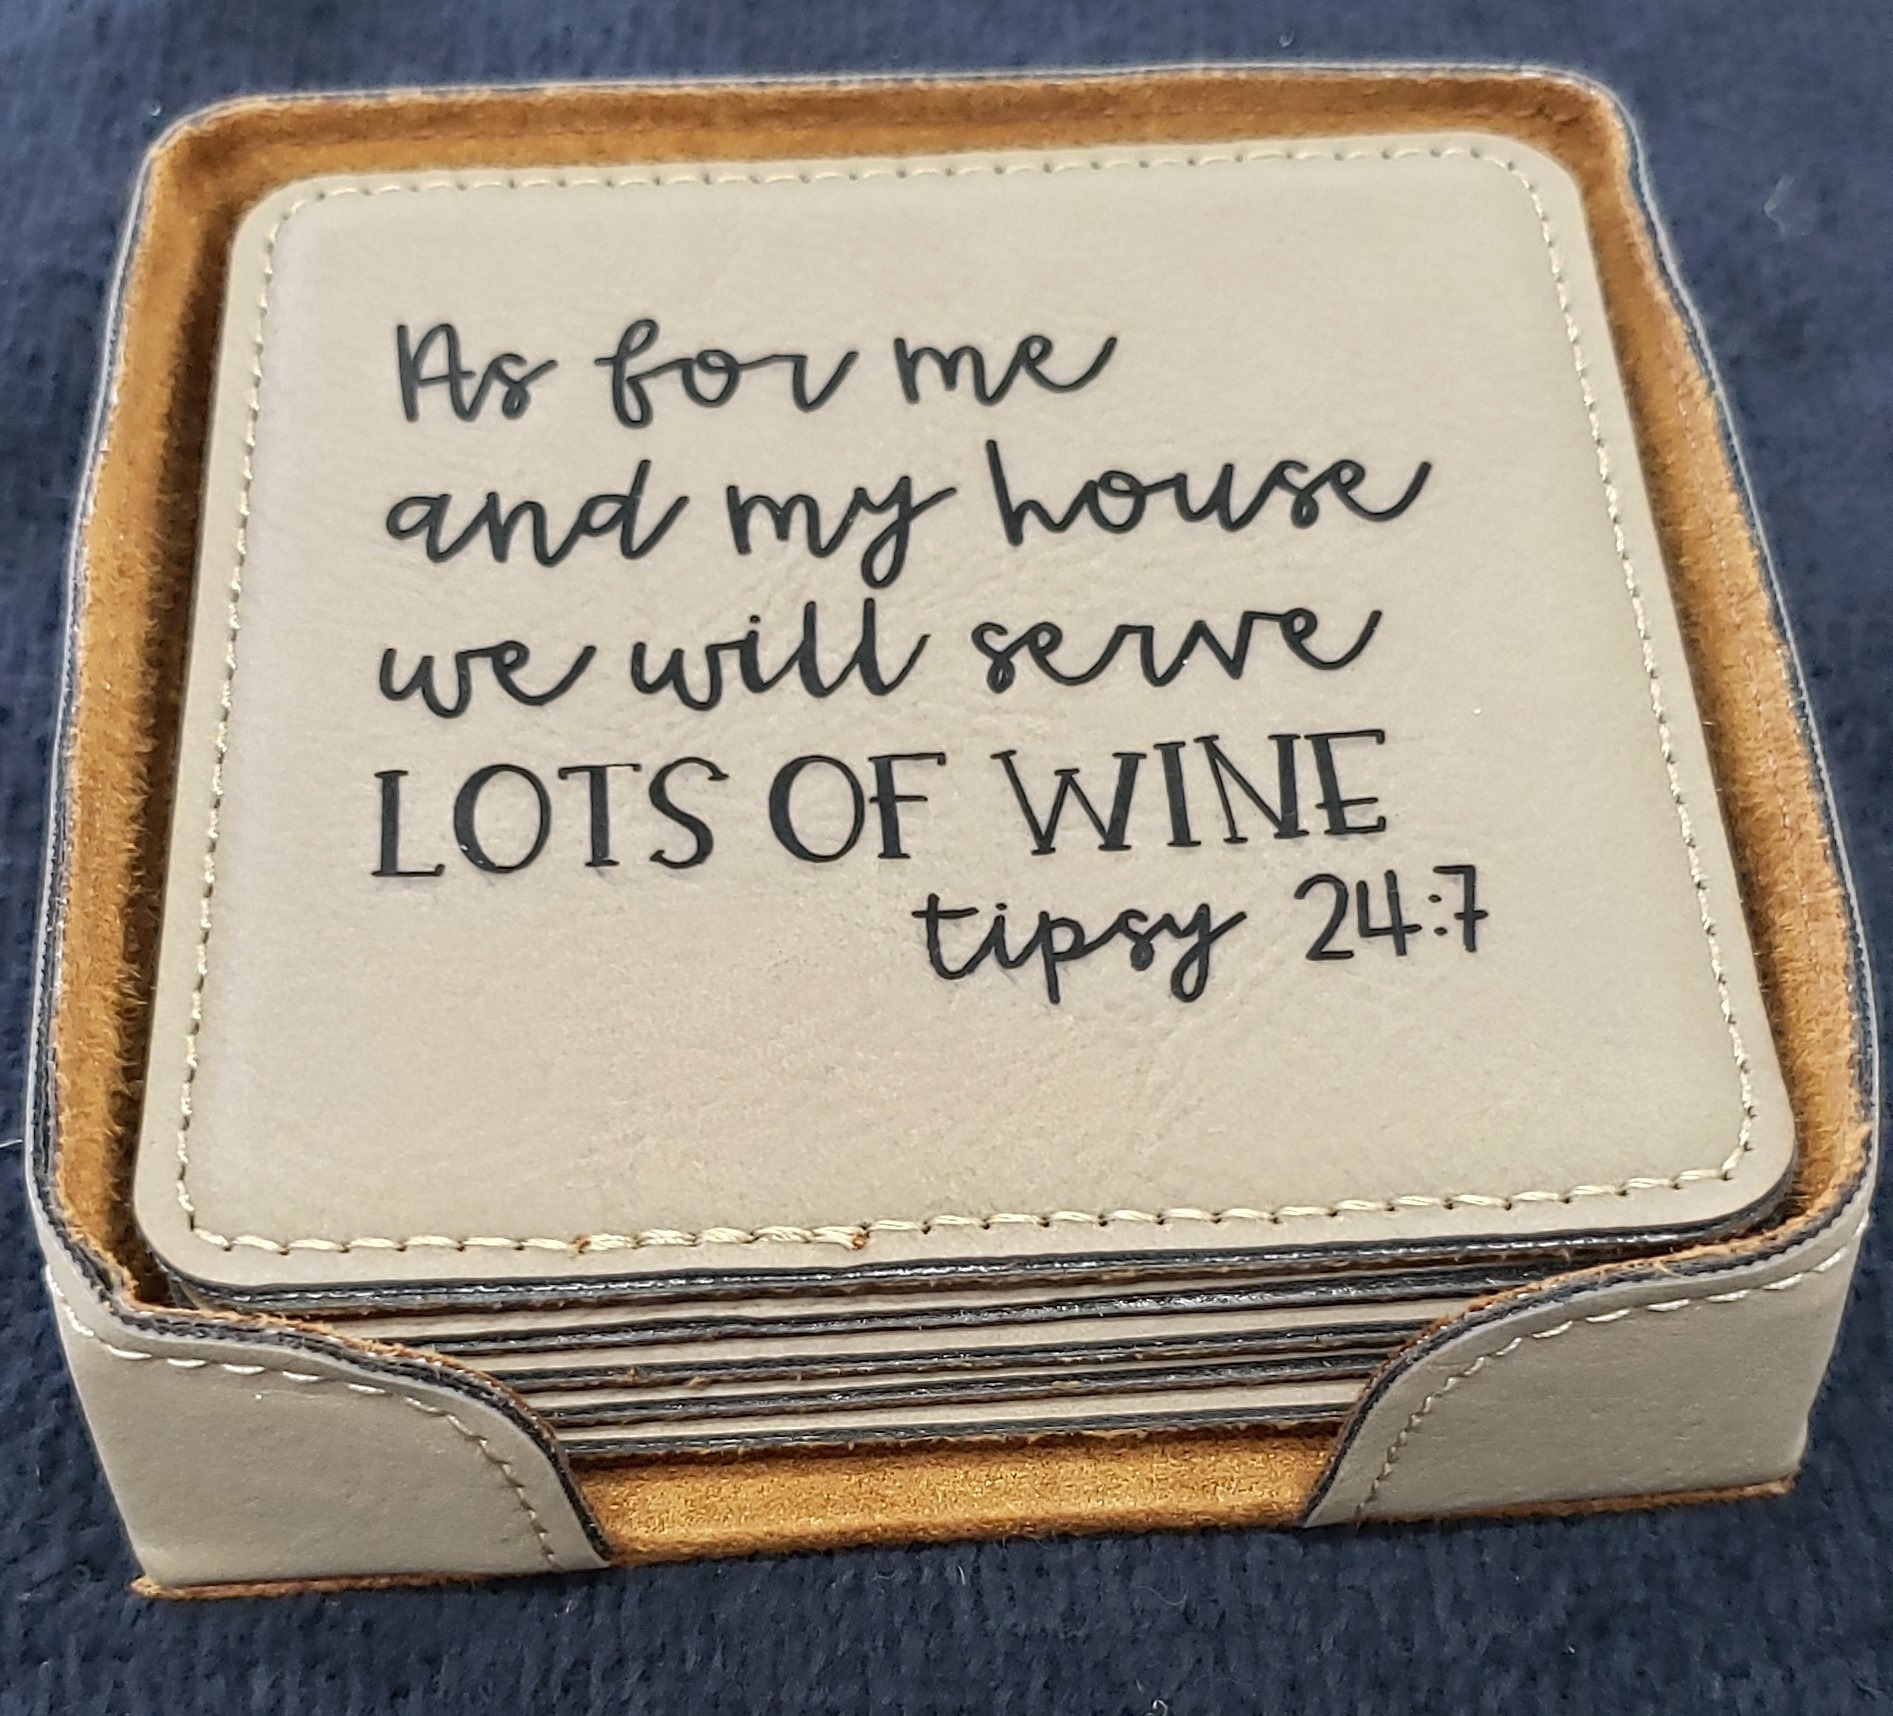 As for me
and my house
we will serve
LOTS OF WINE
tipsy 24:7